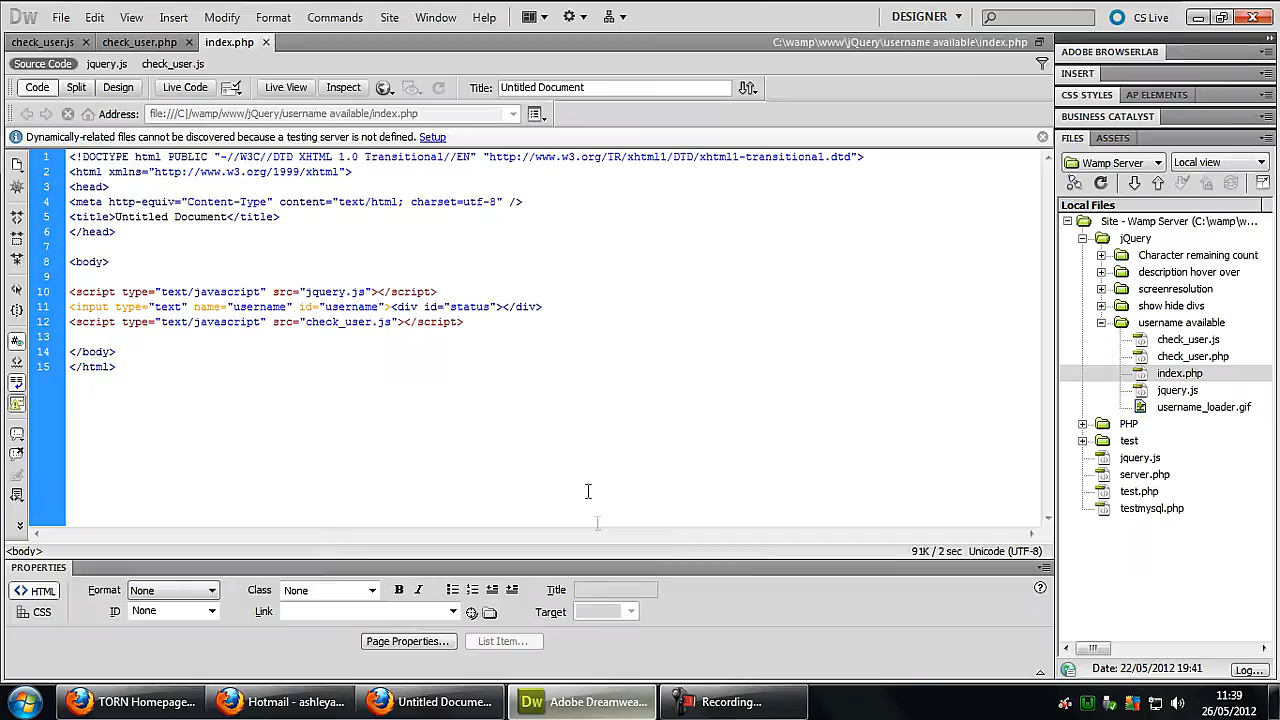 Dw File Edit View Insert Modify Format Commands Site Window Help DESIGNER CS Live
check_user.js check_user.php index.php C:\wamp\www\jQuery\username available\index.php
Source Code jquery.js check_user.js
Code Split Design Live Code Live View Inspect Title: Untitled Document
Address: file:///C|/wamp/www/jQuery/username available/index.php
Dynamically-related files cannot be discovered because a testing server is not defined. Setup
1 <!DOCTYPE html PUBLIC "-//W3C//DTD XHTML 1.0 Transitional//EN" "http://www.w3.org/TR/xhtml1/DTD/xhtml1-transitional.dtd">
2 <html xmlns="http://www.w3.org/1999/xhtml">
3 <head>
4 <meta http-equiv="Content-Type" content="text/html; charset=utf-8" />
5 <title>Untitled Document</title>
6 </head>
7
8 <body>
9
10 <script type="text/javascript" src="jquery.js"></script>
11 <input type="text" name="username" id="username"><div id="status"></div>
12 <script type="text/javascript" src="check_user.js"></script>
13
14 </body>
15 </html>
<body> 91K / 2 sec Unicode (UTF-8)
PROPERTIES
<> HTML Format None Class None B I Title
CSS ID None Link Target
Page Properties... List Item...
ADOBE BROWSERLAB
INSERT
CSS STYLES AP ELEMENTS
BUSINESS CATALYST
FILES ASSETS
Wamp Server Local view
Local Files
Site - Wamp Server (C:\wamp\w...
jQuery
Character remaining count
description hover over
screenresolution
show hide divs
username available
check_user.js
check_user.php
index.php
jquery.js
username_loader.gif
PHP
test
jquery.js
server.php
test.php
testmysql.php
Date: 22/05/2012 19:41 Log...
TORN Homepage... Hotmail - ashleya... Untitled Docume... Dw Adobe Dreamwea... Recording...
11:39
26/05/2012